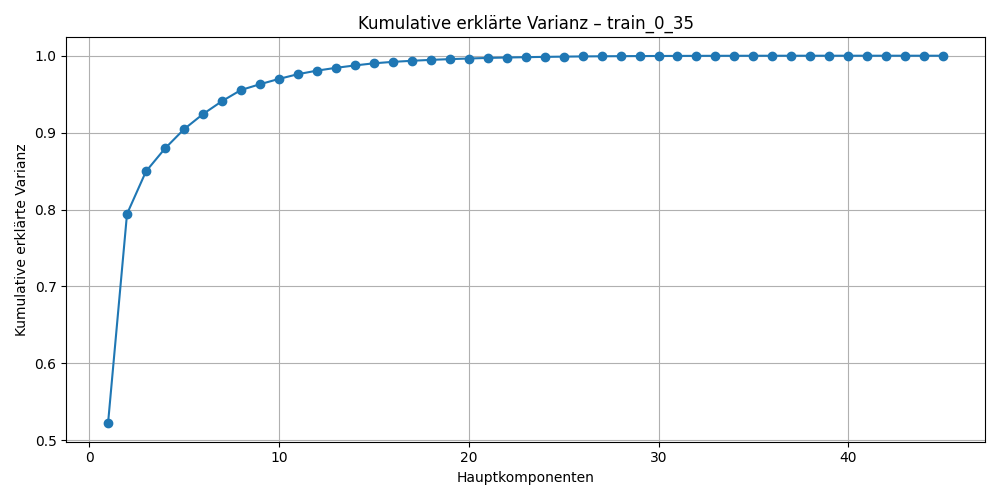 Kumulative erklärte Varianz – train_0_35
Kumulative erklärte Varianz
1.0
0.9
0.8
0.7
0.6
0.5
0 10 20 30 40
Hauptkomponenten